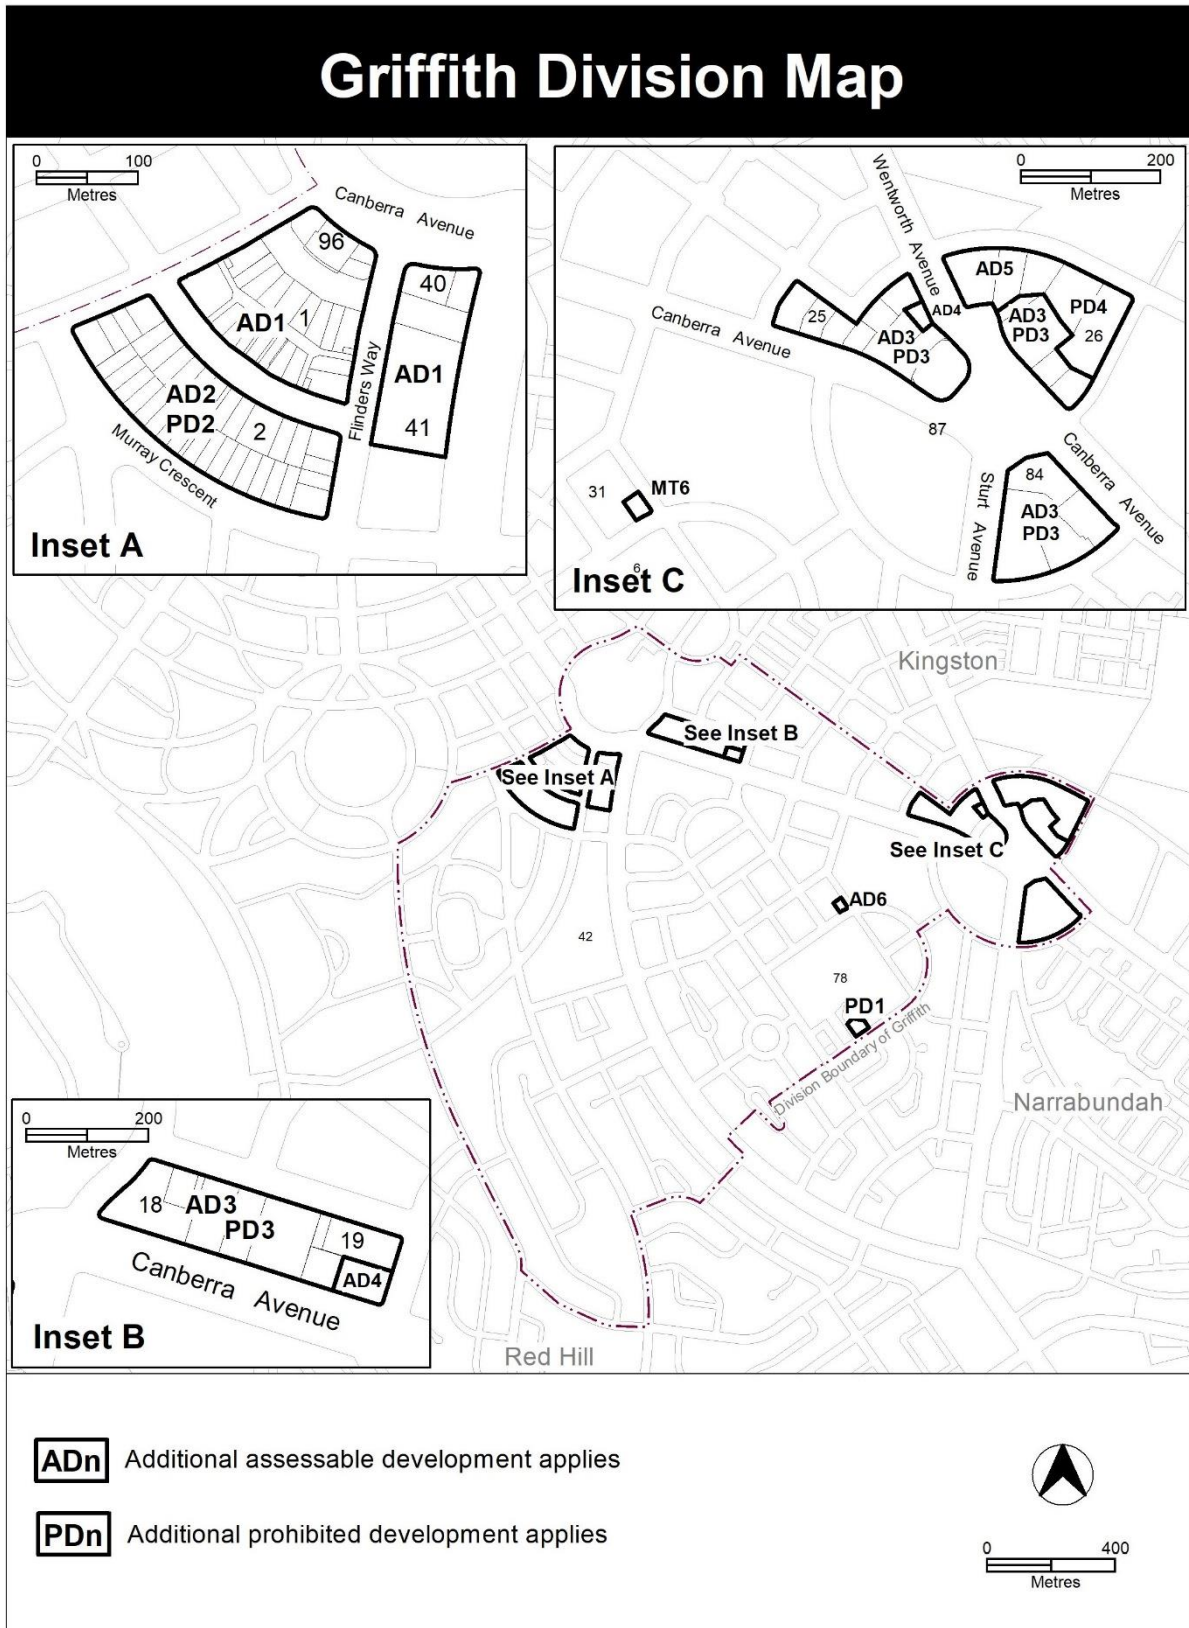 Griffith Division Map
0 100
Metres
Canberra Avenue
96
40
AD1 1
AD1
41
Flinders Way
AD2
PD2
2
Murray Crescent
Inset A
0 200
Metres
Wentworth Avenue
Canberra Avenue
25
AD4
AD3
PD3
AD5
AD3
PD3
PD4
26
87
31
MT6
6
Sturt Avenue
Canberra Avenue
84
AD3
PD3
Inset C
Kingston
See Inset B
See Inset A
See Inset C
AD6
42
78
PD1
Division Boundary of Griffith
Narrabundah
Red Hill
0 200
Metres
18
AD3
PD3
19
AD4
Canberra Avenue
Inset B
ADn Additional assessable development applies
PDn Additional prohibited development applies
0 400
Metres